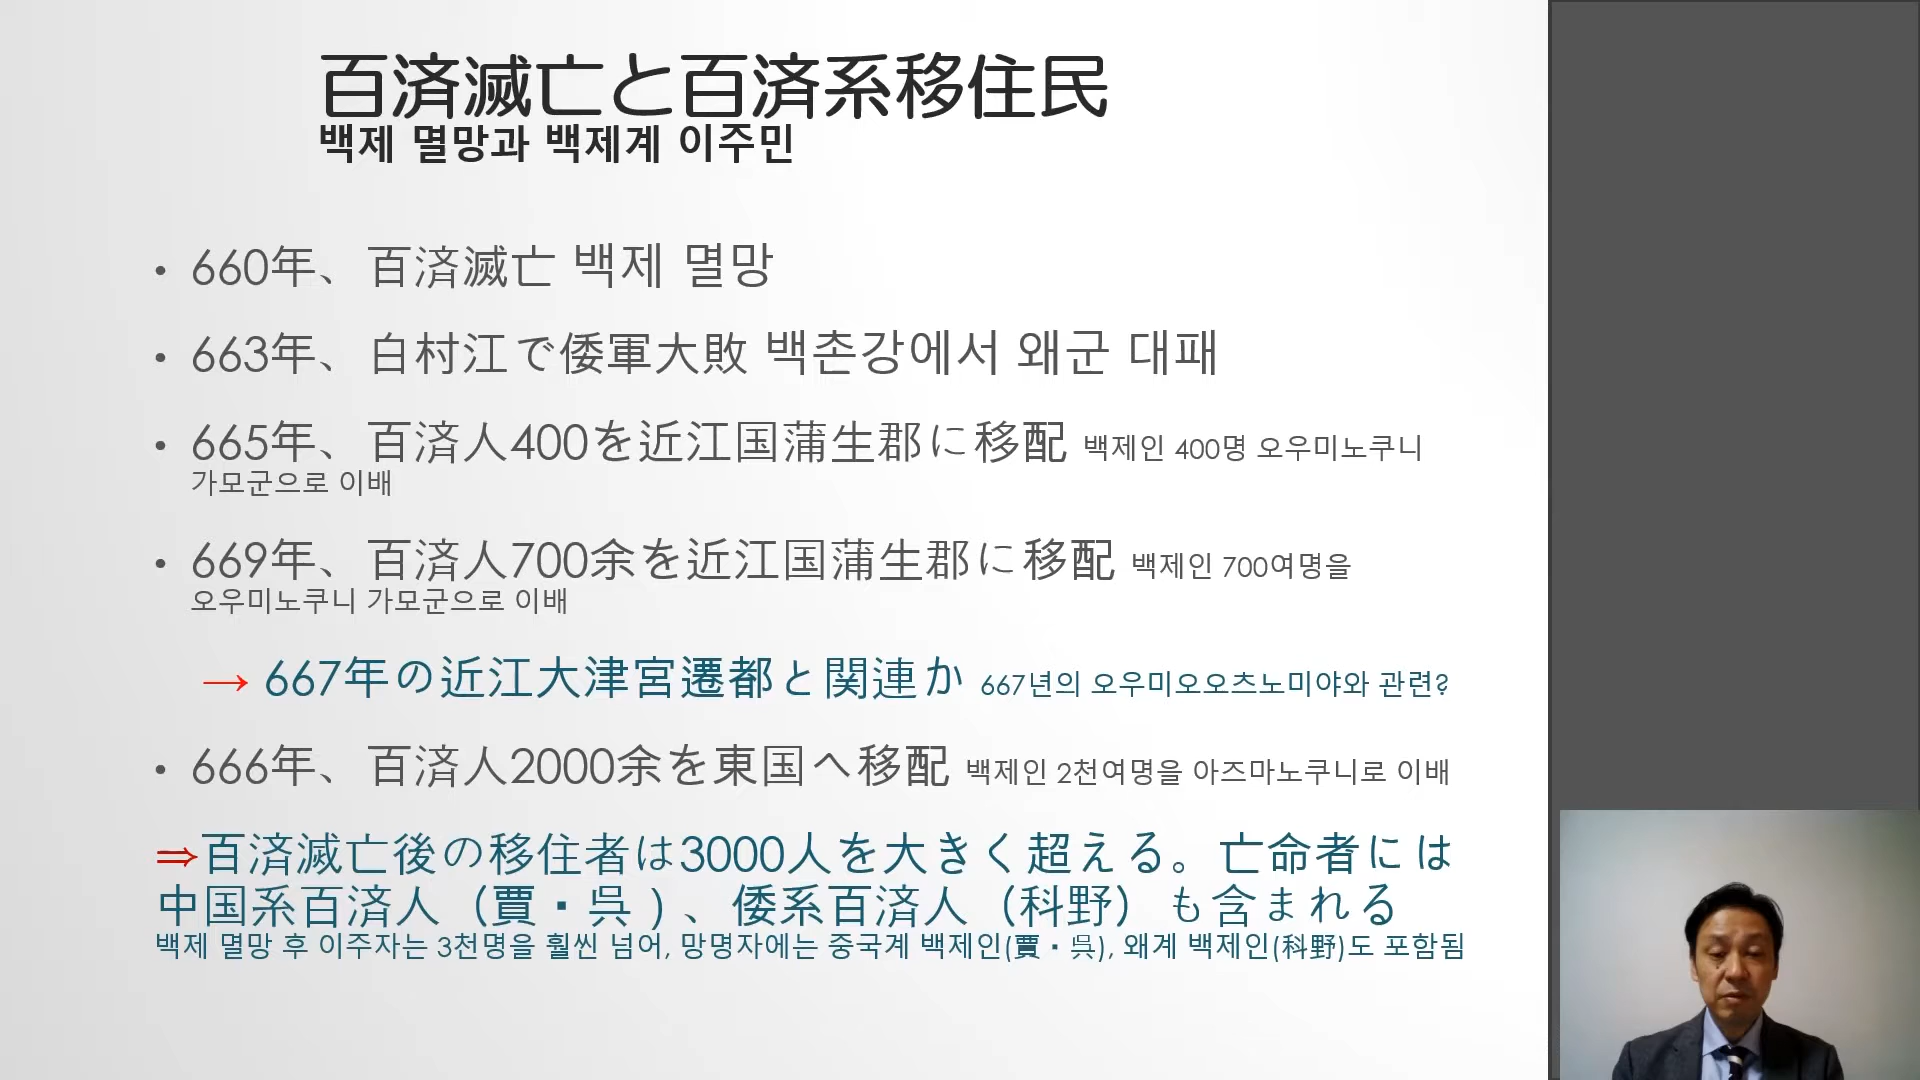 百済滅亡と百済系移住民
백제 멸망과 백제계 이주민
• 660年、百済滅亡 백제 멸망
• 663年、白村江で倭軍大敗 백촌강에서 왜군 대패
• 665年、百済人400を近江国蒲生郡に移配 백제인 400명 오우미노쿠니
가모군으로 이배
• 669年、百済人700余を近江国蒲生郡に移配 백제인 700여명을
오우미노쿠니 가모군으로 이배
→ 667年の近江大津宮遷都と関連か 667년의 오우미오오츠노미야와 관련?
• 666年、百済人2000余を東国へ移配 백제인 2천여명을 아즈마노쿠니로 이배
⇒百済滅亡後の移住者は3000人を大きく超える。亡命者には
中国系百済人（賈・呉）、倭系百済人（科野）も含まれる
백제 멸망 후 이주자는 3천명을 훨씬 넘어, 망명자에는 중국계 백제인(賈・呉), 왜계 백제인(科野)도 포함됨